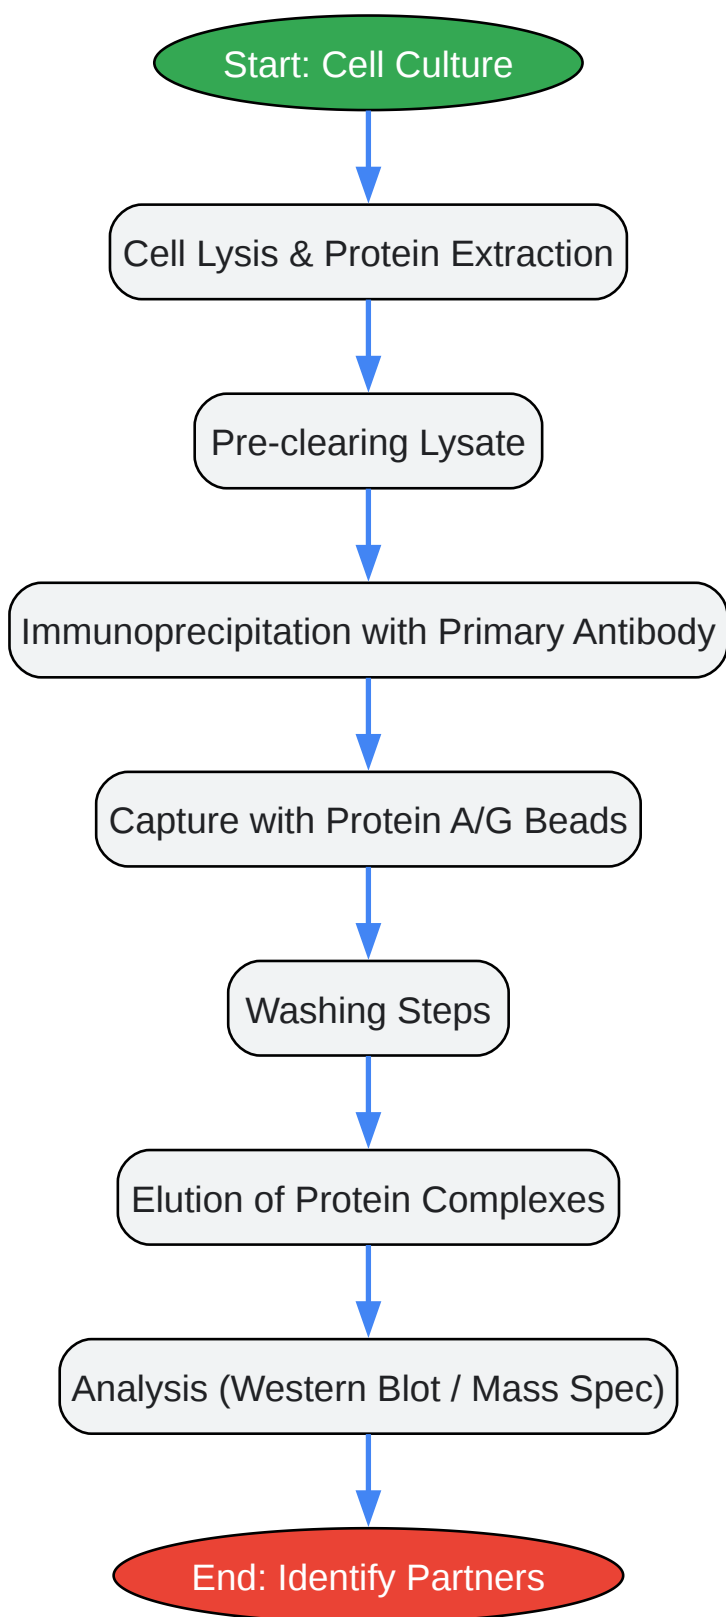 Start: Cell Culture
Cell Lysis & Protein Extraction
Pre-clearing Lysate
Immunoprecipitation with Primary Antibody
Capture with Protein A/G Beads
Washing Steps
Elution of Protein Complexes
Analysis (Western Blot / Mass Spec)
End: Identify Partners